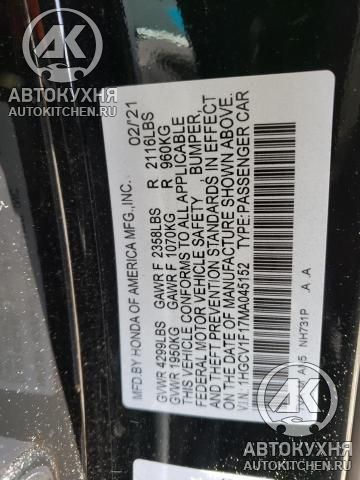 АВТОКУХНЯ
AUTOKITCHEN.RU
MFD.BY HONDA OF AMERICA MFG.,INC. 02/'21
GVWR 4299LBS GAWR F 2358LBS R 2116LBS
GVWR 1950KG GAWR F 1070KG R 960KG
THIS VEHICLE CONFORMS TO ALL APPLICABLE
FEDERAL MOTOR VEHICLE SAFETY BUMPER,
AND THEFT PREVENTION STANDARDS IN EFFECT
ON THE DATE OF MANUFACTURE SHOWN ABOVE.
V.I.N.:1HGCV1F17MA045152 TYPE:PASSENGER CAR
NH731P .A .A
АВТОКУХНЯ
AUTOKITCHEN.RU